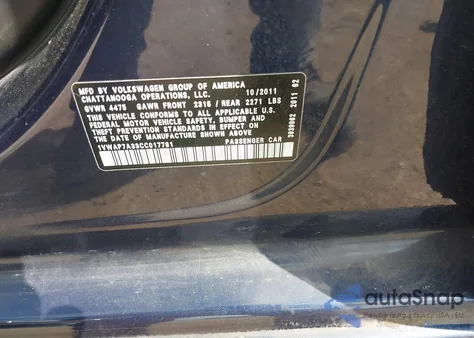 MFD BY VOLKSWAGEN GROUP OF AMERICA
CHATTANOOGA OPERATIONS, LLC. 10/2011
GVWR 4475 GAWR FRONT 2315 / REAR 2271 LBS
THIS VEHICLE CONFORMS TO ALL APPLICABLE
FEDERAL MOTOR VEHICLE SAFETY, BUMPER, AND
THEFT PREVENTION STANDARDS IN EFFECT ON
THE DATE OF MANUFACTURE SHOWN ABOVE.
PASSENGER CAR
2011 02
autoSnap